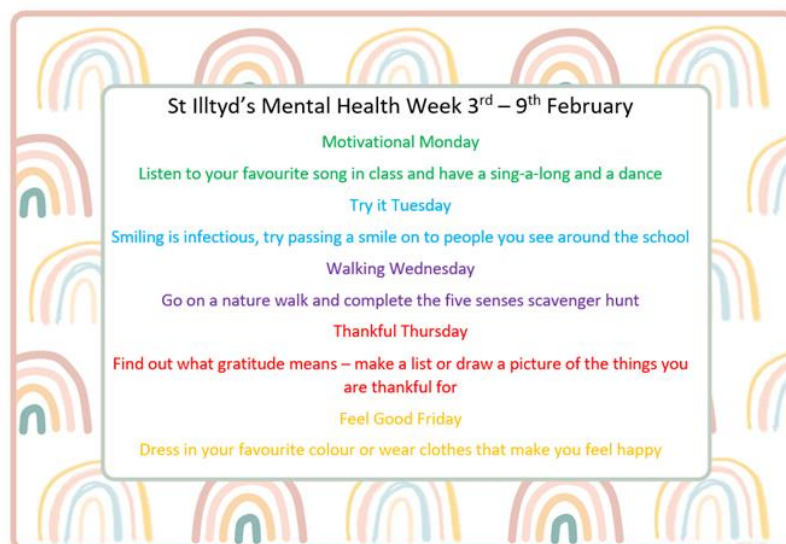 St Illtyd's Mental Health Week 3rd – 9th February
Motivational Monday
Listen to your favourite song in class and have a sing-a-long and a dance
Try it Tuesday
Smiling is infectious, try passing a smile on to people you see around the school
Walking Wednesday
Go on a nature walk and complete the five senses scavenger hunt
Thankful Thursday
Find out what gratitude means – make a list or draw a picture of the things you
are thankful for
Feel Good Friday
Dress in your favourite colour or wear clothes that make you feel happy